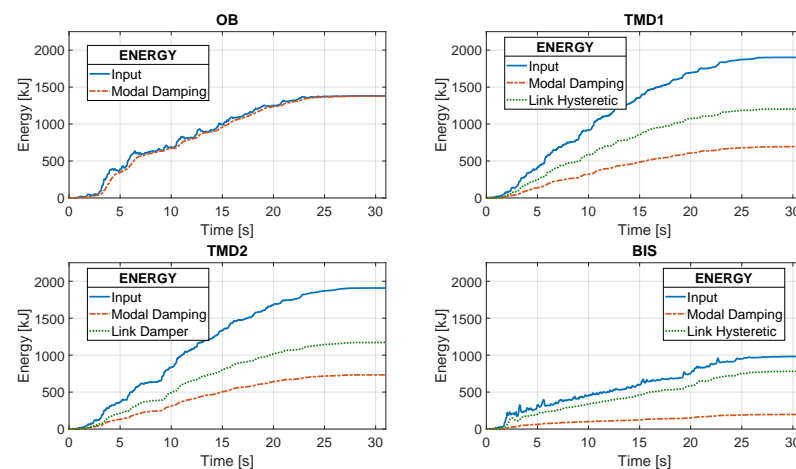 OB
Energy [kJ]
2000
1500
1000
500
0
ENERGY
Input
Modal Damping
0 5 10 15 20 25 30
Time [s]
TMD1
Energy [kJ]
2000
1500
1000
500
0
ENERGY
Input
Modal Damping
Link Hysteretic
0 5 10 15 20 25 30
Time [s]
TMD2
Energy [kJ]
2000
1500
1000
500
0
ENERGY
Input
Modal Damping
Link Damper
0 5 10 15 20 25 30
Time [s]
BIS
Energy [kJ]
2000
1500
1000
500
0
ENERGY
Input
Modal Damping
Link Hysteretic
0 5 10 15 20 25 30
Time [s]